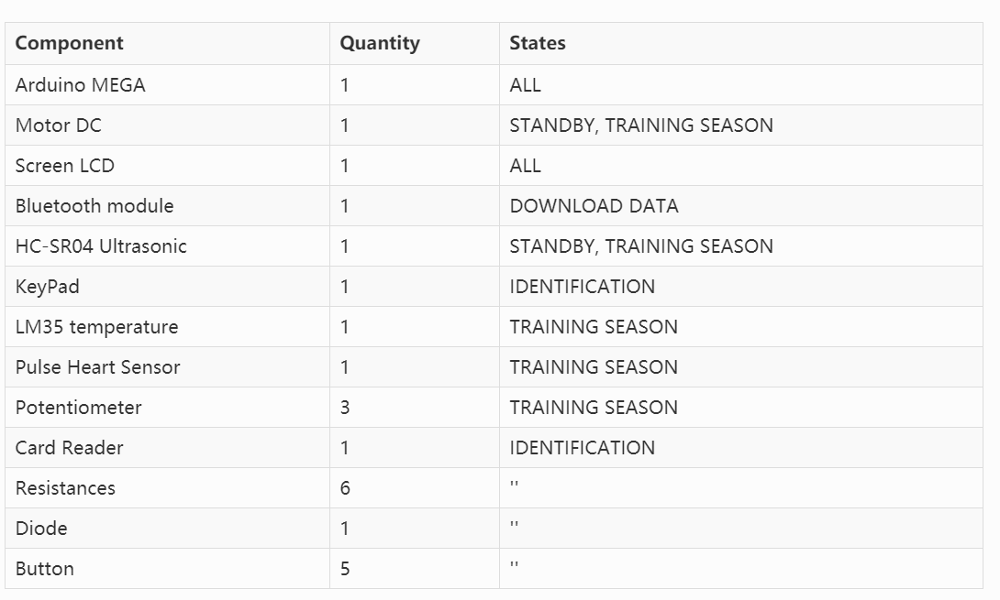 Component Quantity States
Arduino MEGA 1 ALL
Motor DC 1 STANDBY, TRAINING SEASON
Screen LCD 1 ALL
Bluetooth module 1 DOWNLOAD DATA
HC-SR04 Ultrasonic 1 STANDBY, TRAINING SEASON
KeyPad 1 IDENTIFICATION
LM35 temperature 1 TRAINING SEASON
Pulse Heart Sensor 1 TRAINING SEASON
Potentiometer 3 TRAINING SEASON
Card Reader 1 IDENTIFICATION
Resistances 6 ''
Diode 1 ''
Button 5 ''